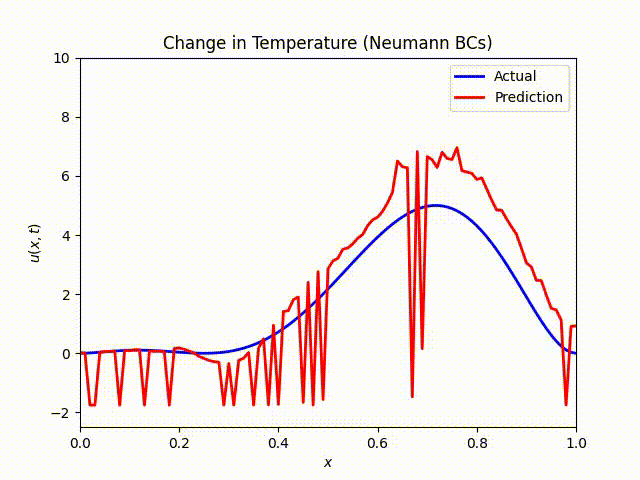 Change in Temperature (Neumann BCs)
Actual
Prediction
u(x, t)
10
8
6
4
2
0
−2
0.0 0.2 0.4 0.6 0.8 1.0
x